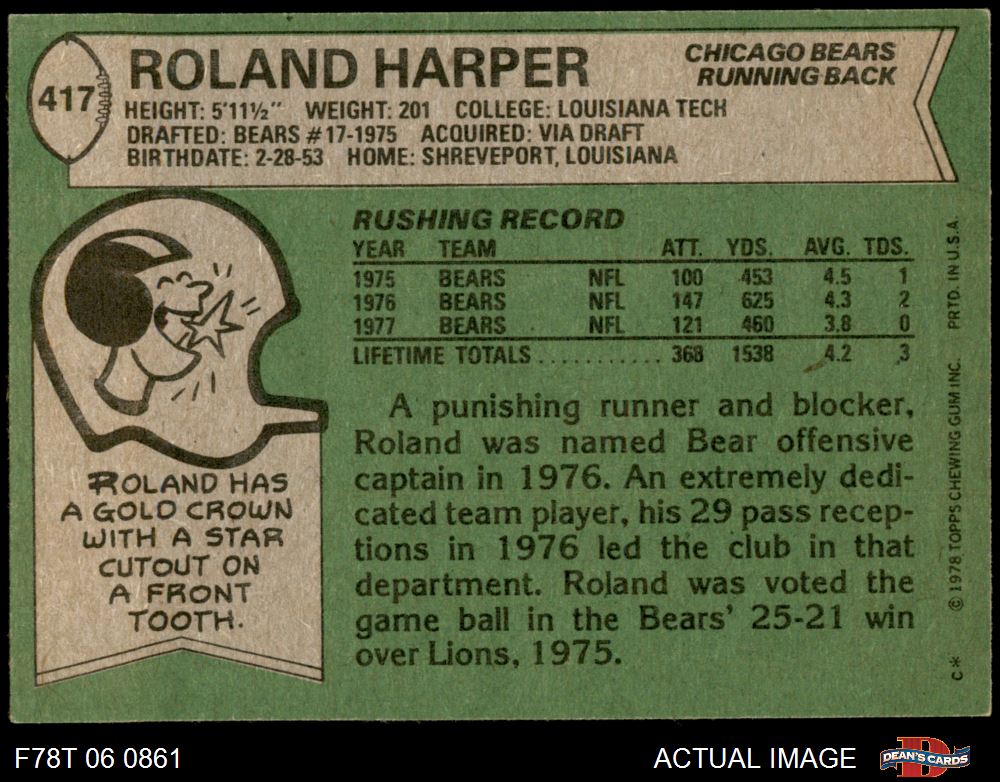 417
ROLAND HARPER
CHICAGO BEARS
RUNNING BACK
HEIGHT: 5'11½" WEIGHT: 201 COLLEGE: LOUISIANA TECH
DRAFTED: BEARS #17-1975 ACQUIRED: VIA DRAFT
BIRTHDATE: 2-28-53 HOME: SHREVEPORT, LOUISIANA
RUSHING RECORD
YEAR TEAM ATT. YDS. AVG. TDS.
1975 BEARS NFL 100 453 4.5 1
1976 BEARS NFL 147 625 4.3 2
1977 BEARS NFL 121 460 3.8 0
LIFETIME TOTALS............ 368 1538 4.2 3
A punishing runner and blocker,
Roland was named Bear offensive
captain in 1976. An extremely dedi-
cated team player, his 29 pass recep-
tions in 1976 led the club in that
department. Roland was voted the
game ball in the Bears' 25-21 win
over Lions, 1975.
ROLAND HAS
A GOLD CROWN
WITH A STAR
CUTOUT ON
A FRONT
TOOTH.
C* © 1978 TOPPS CHEWING GUM INC. PRTD. IN U.S.A.
F78T 06 0861
ACTUAL IMAGE
D
DEAN'S CARDS